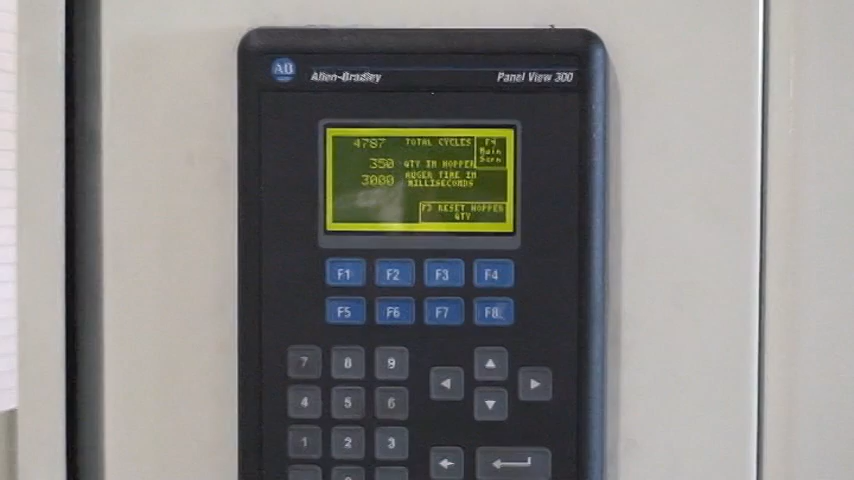 AB Allen-Bradley Panel View 300
4787 TOTAL CYCLES
F4
Main
Scrn
350 QTY IN HOPPER
3000 AUGER TIME IN
MILLISECONDS
F3 RESET HOPPER
QTY
F1 F2 F3 F4
F5 F6 F7 F8
7 8 9
4 5 6
1 2 3